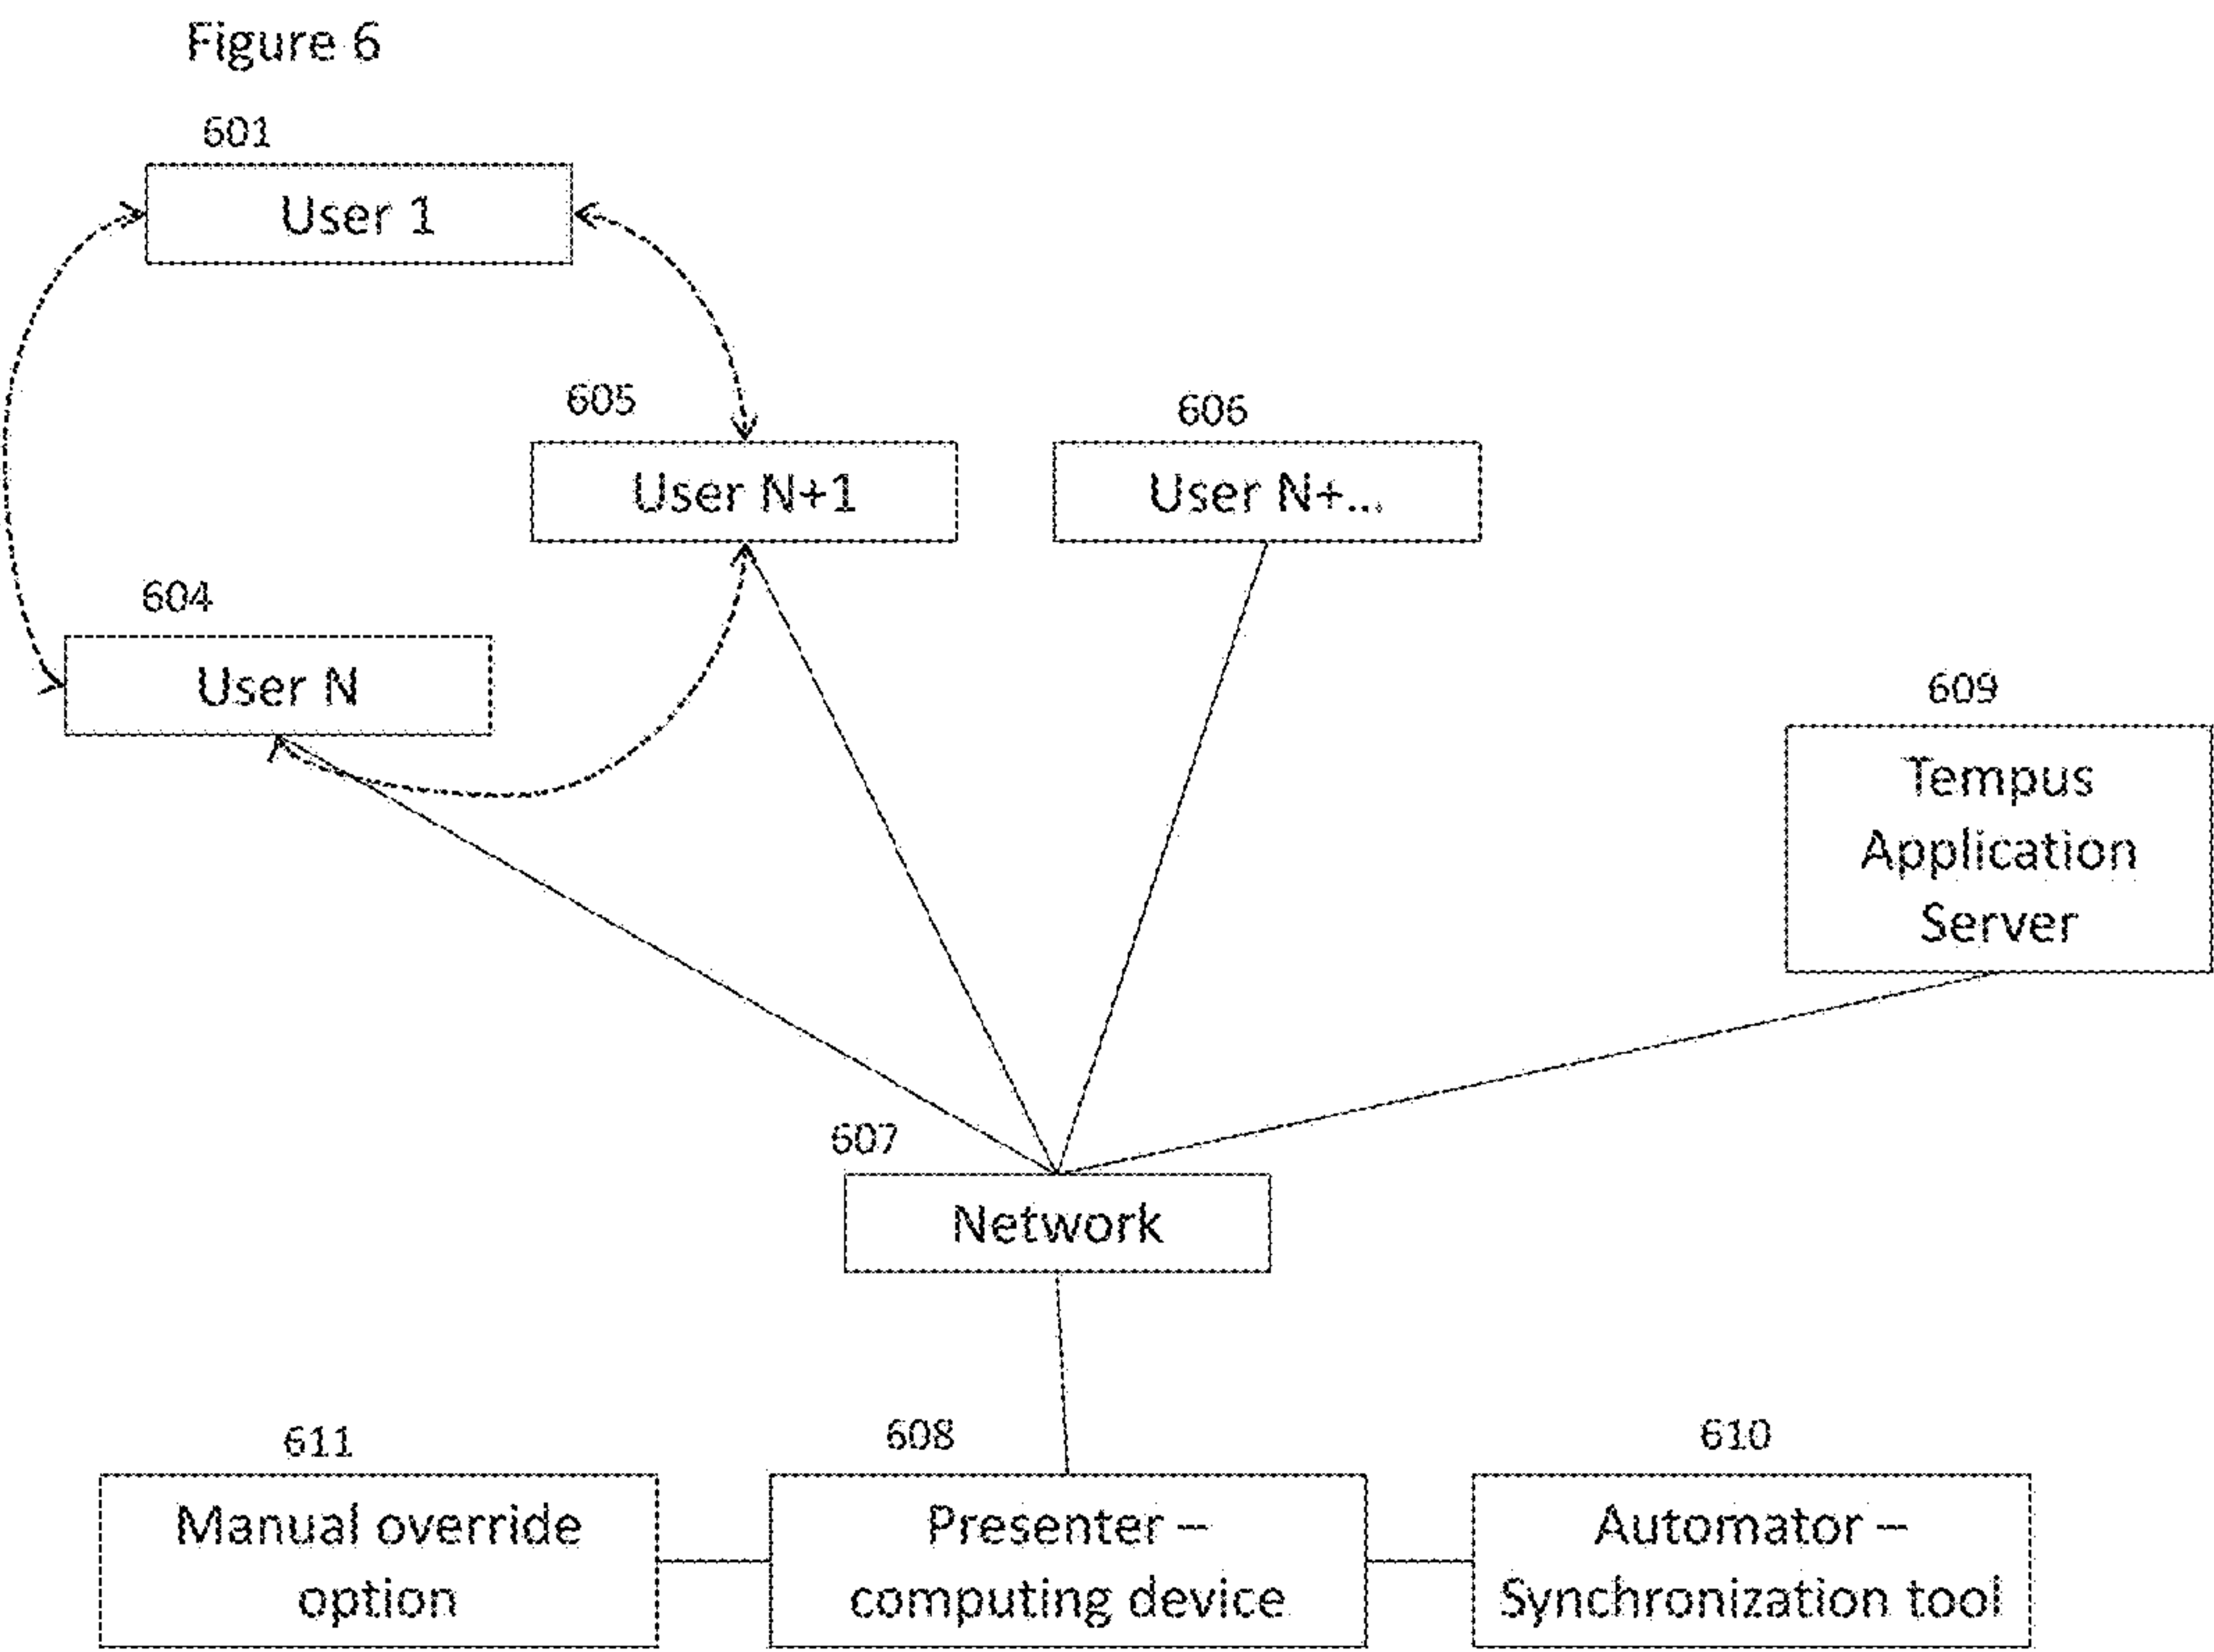 Figure 6
601
User 1
605
User N+1
606
User N+...
604
User N
609
Tempus
Application
Server
607
Network
611
Manual override
option
608
Presenter –
computing device
610
Automator –
Synchronization tool